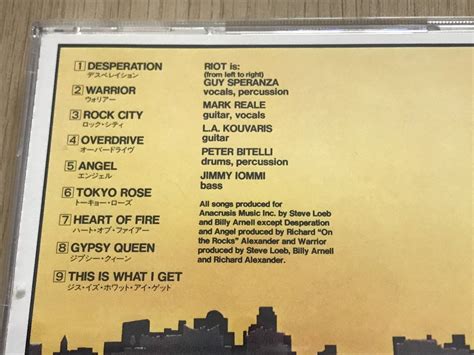 1 DESPERATION
デスペレイション
2 WARRIOR
ウォリアー
3 ROCK CITY
ロック・シティ
4 OVERDRIVE
オーバードライヴ
5 ANGEL
エンジェル
6 TOKYO ROSE
トーキョー・ローズ
7 HEART OF FIRE
ハート・オブ・ファイアー
8 GYPSY QUEEN
ジプシー・クィーン
9 THIS IS WHAT I GET
ジス・イズ・ホワット・アイ・ゲット
RIOT is:
(from left to right)
GUY SPERANZA
vocals, percussion
MARK REALE
guitar, vocals
L.A. KOUVARIS
guitar
PETER BITELLI
drums, percussion
JIMMY IOMMI
bass
All songs produced for
Anacrusis Music Inc. by Steve Loeb
and Billy Arnell except Desperation
and Angel produced by Richard "On
the Rocks" Alexander and Warrior
produced by Steve Loeb, Billy Arnell
and Richard Alexander.